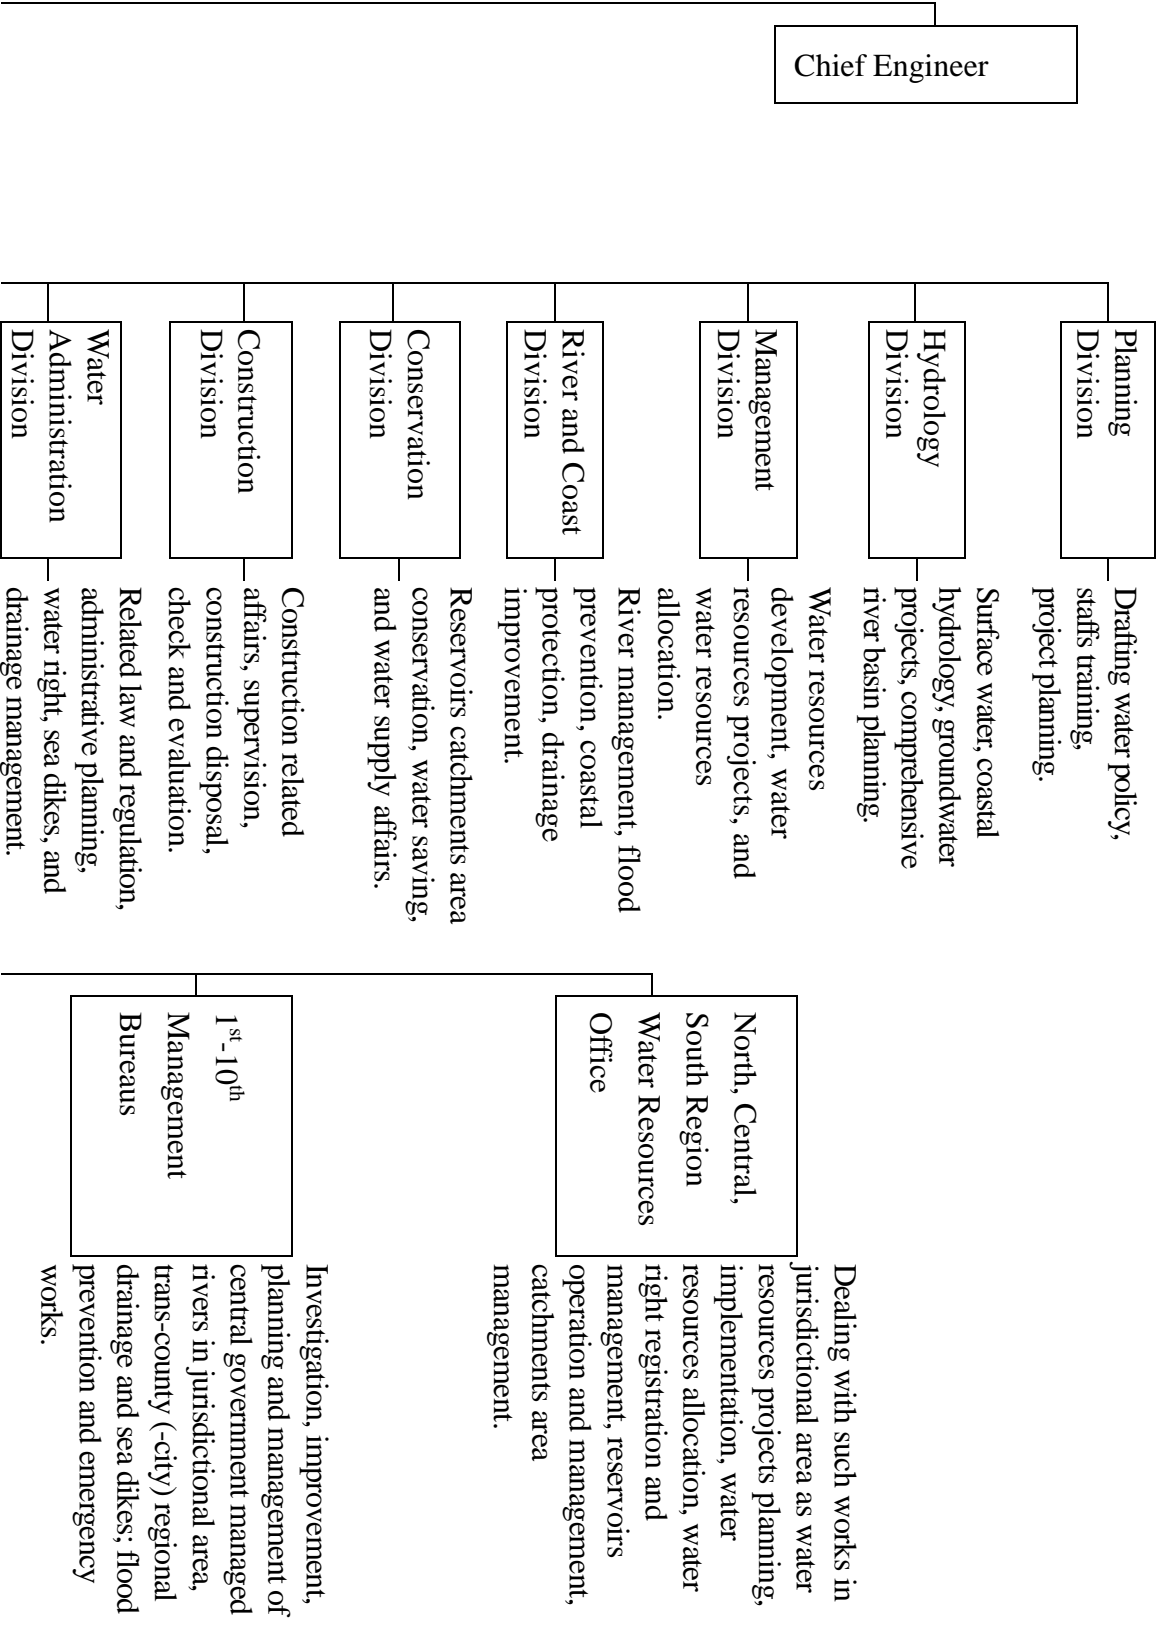 Chief Engineer
Planning
Division
Drafting water policy,
staffs training,
project planning.
Hydrology
Division
Surface water, coastal
hydrology, groundwater
projects, comprehensive
river basin planning.
Management
Division
Water resources
development, water
resources projects, and
water resources
allocation.
River and Coast
Division
River management, flood
prevention, coastal
protection, drainage
improvement.
Conservation
Division
Reservoirs catchments area
conservation, water saving,
and water supply affairs.
Construction
Division
Construction related
affairs, supervision,
construction disposal,
check and evaluation.
Water
Administration
Division
Related law and regulation,
administrative planning,
water right, sea dikes, and
drainage management.
North, Central,
South Region
Water Resources
Office
Dealing with such works in
jurisdictional area as water
resources projects planning,
implementation, water
resources allocation, water
right registration and
management, reservoirs
operation and management,
catchments area
management.
1st-10th
Management
Bureaus
Investigation, improvement,
planning and management of
central government managed
rivers in jurisdictional area,
trans-county (-city) regional
drainage and sea dikes; flood
prevention and emergency
works.